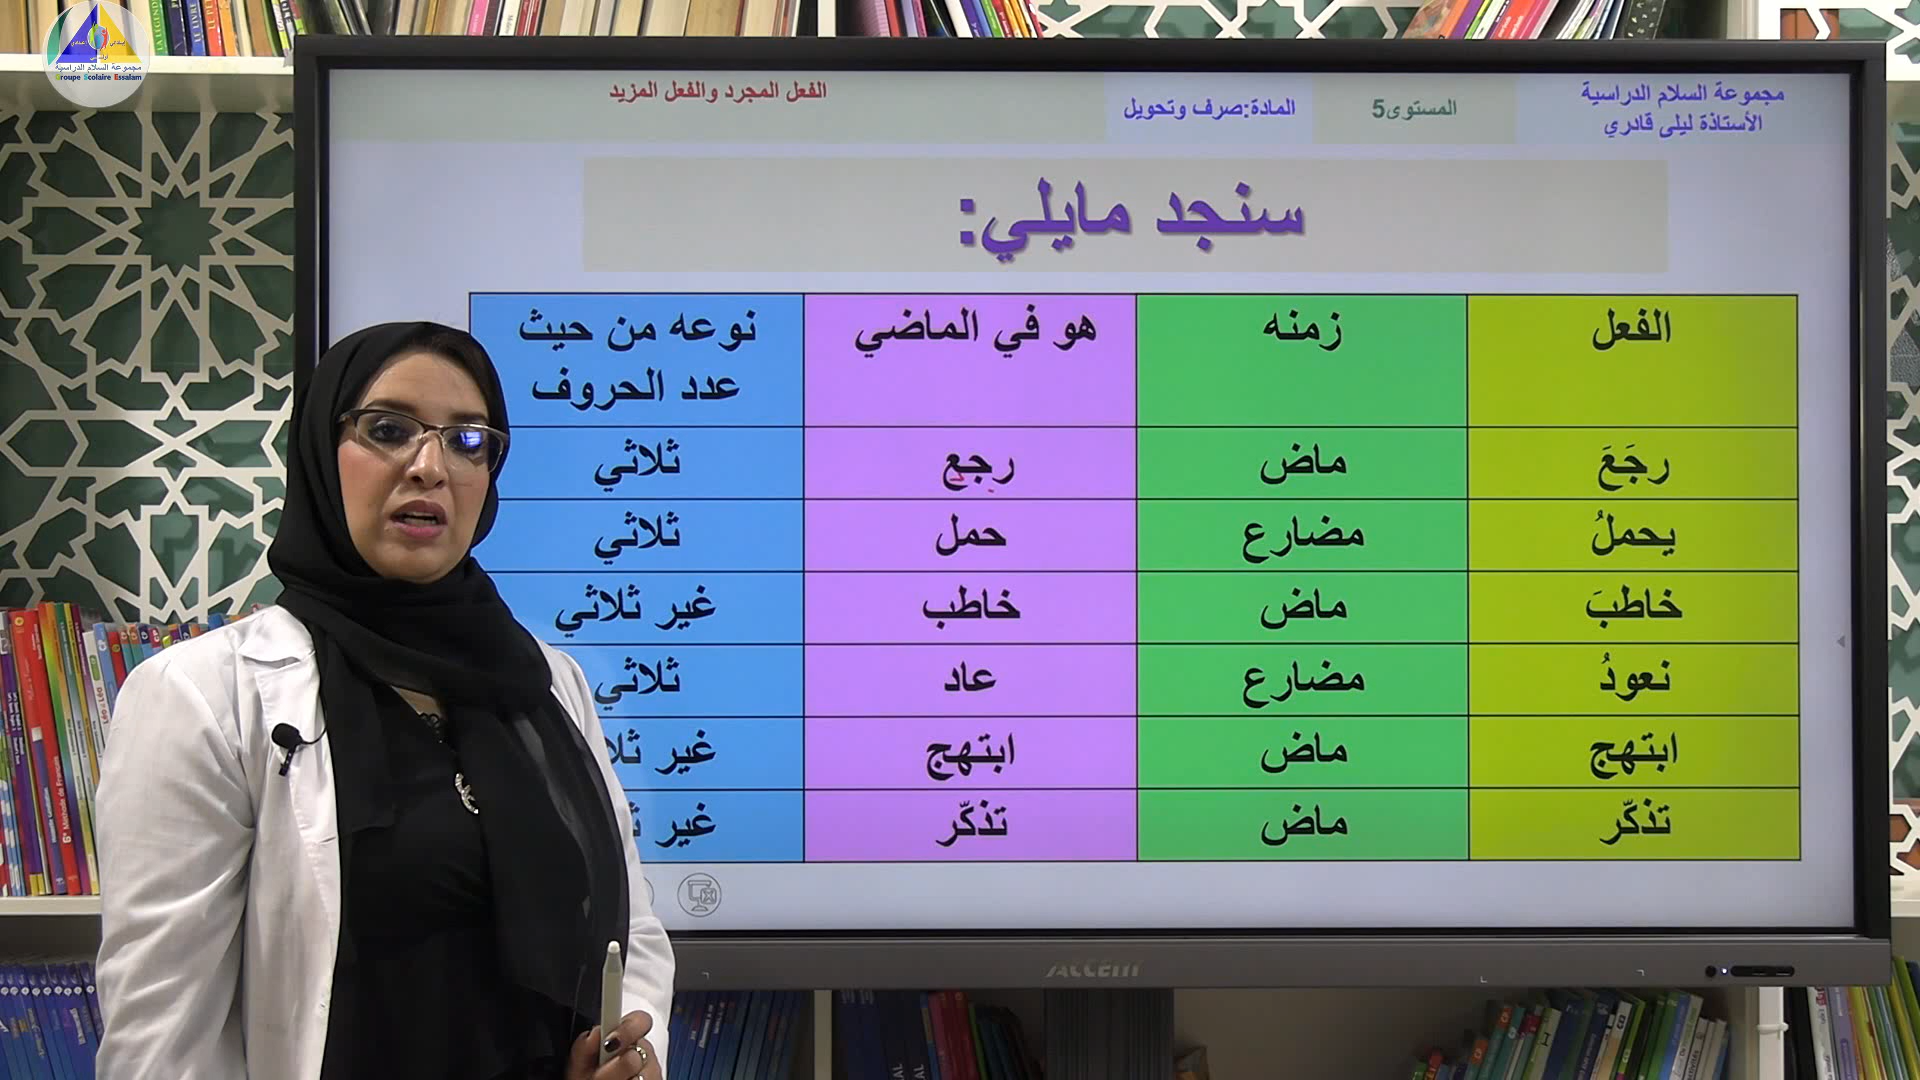 مجموعة السلام الدراسية
Groupe Scolaire Essalam
مجموعة السلام الدراسية
الأستاذة ليلى قادري
المستوى5
المادة:صرف وتحويل
الفعل المجرد والفعل المزيد
سنجد مايلي:
الفعل زمنه هو في الماضي نوعه من حيث عدد الحروف
رجَعَ ماض رجع ثلاثي
يحملُ مضارع حمل ثلاثي
خاطبَ ماض خاطب غير ثلاثي
نعودُ مضارع عاد ثلاثي
ابتهج ماض ابتهج غير
تذكّر ماض تذكّر غير
ACCENT